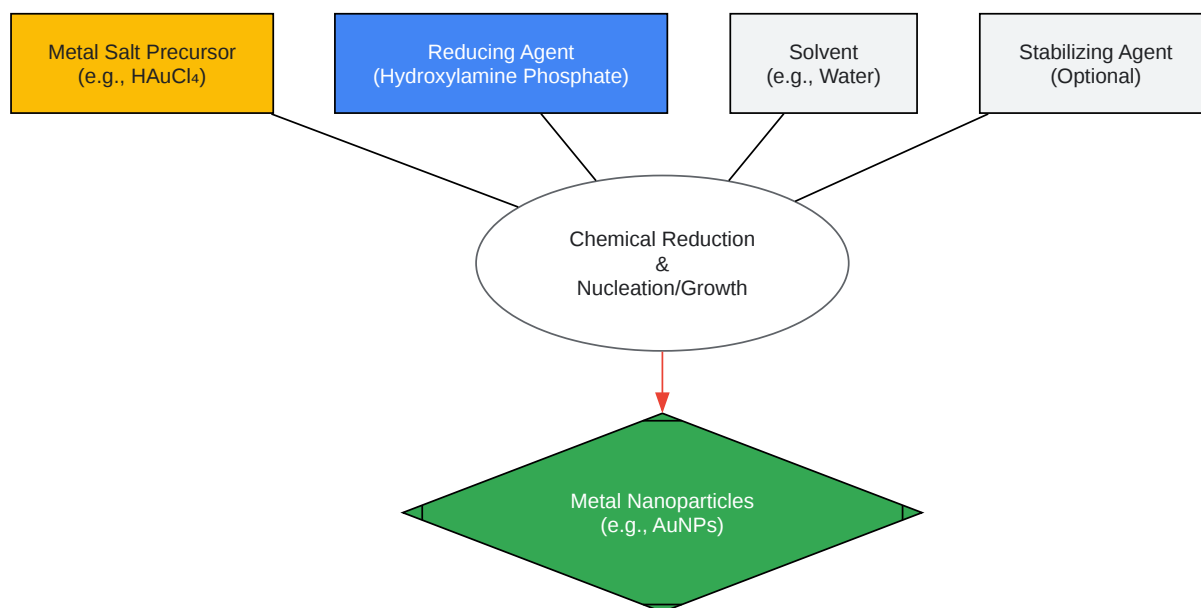 Metal Salt Precursor
(e.g., HAuCl₄)
Reducing Agent
(Hydroxylamine Phosphate)
Solvent
(e.g., Water)
Stabilizing Agent
(Optional)
Chemical Reduction
&
Nucleation/Growth
Metal Nanoparticles
(e.g., AuNPs)